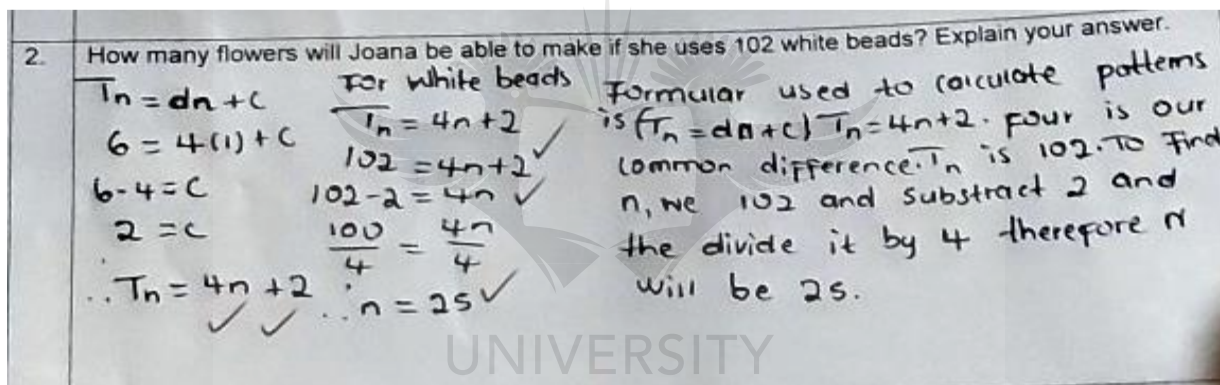 2. How many flowers will Joana be able to make if she uses 102 white beads? Explain your answer.
Tn = dn + c
6 = 4(1) + c
6-4 = c
2 = c
∴ Tn = 4n + 2
For White beads
Tn = 4n + 2
102 = 4n + 2
102 - 2 = 4n
100/4 = 4n/4
∴ n = 25
Formular used to calculate patterns
is (Tn = dn + c) Tn = 4n + 2. Four is our
common difference. Tn is 102. To Find
n, we 102 and substract 2 and
the divide it by 4 therefore n
will be 25.
UNIVERSITY